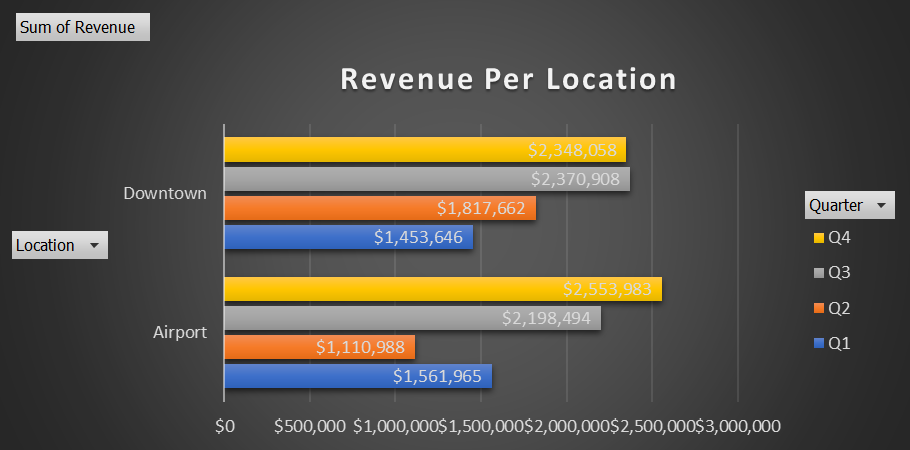 Sum of Revenue
Revenue Per Location
$2,348,058
$2,370,908
Downtown
$1,817,662
$1,453,646
Location
$2,553,983
$2,198,494
Airport
$1,110,988
$1,561,965
$0 $500,000 $1,000,000 $1,500,000 $2,000,000 $2,500,000 $3,000,000
Quarter
Q4
Q3
Q2
Q1